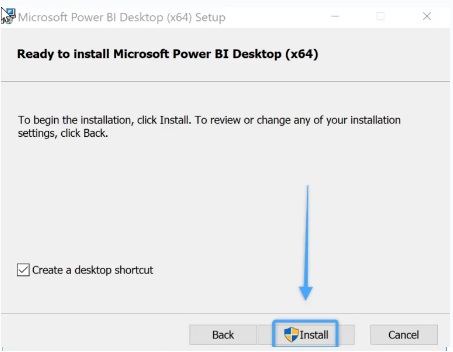 Microsoft Power BI Desktop (x64) Setup
Ready to install Microsoft Power BI Desktop (x64)
To begin the installation, click Install. To review or change any of your installation
settings, click Back.
Create a desktop shortcut
Back Install Cancel